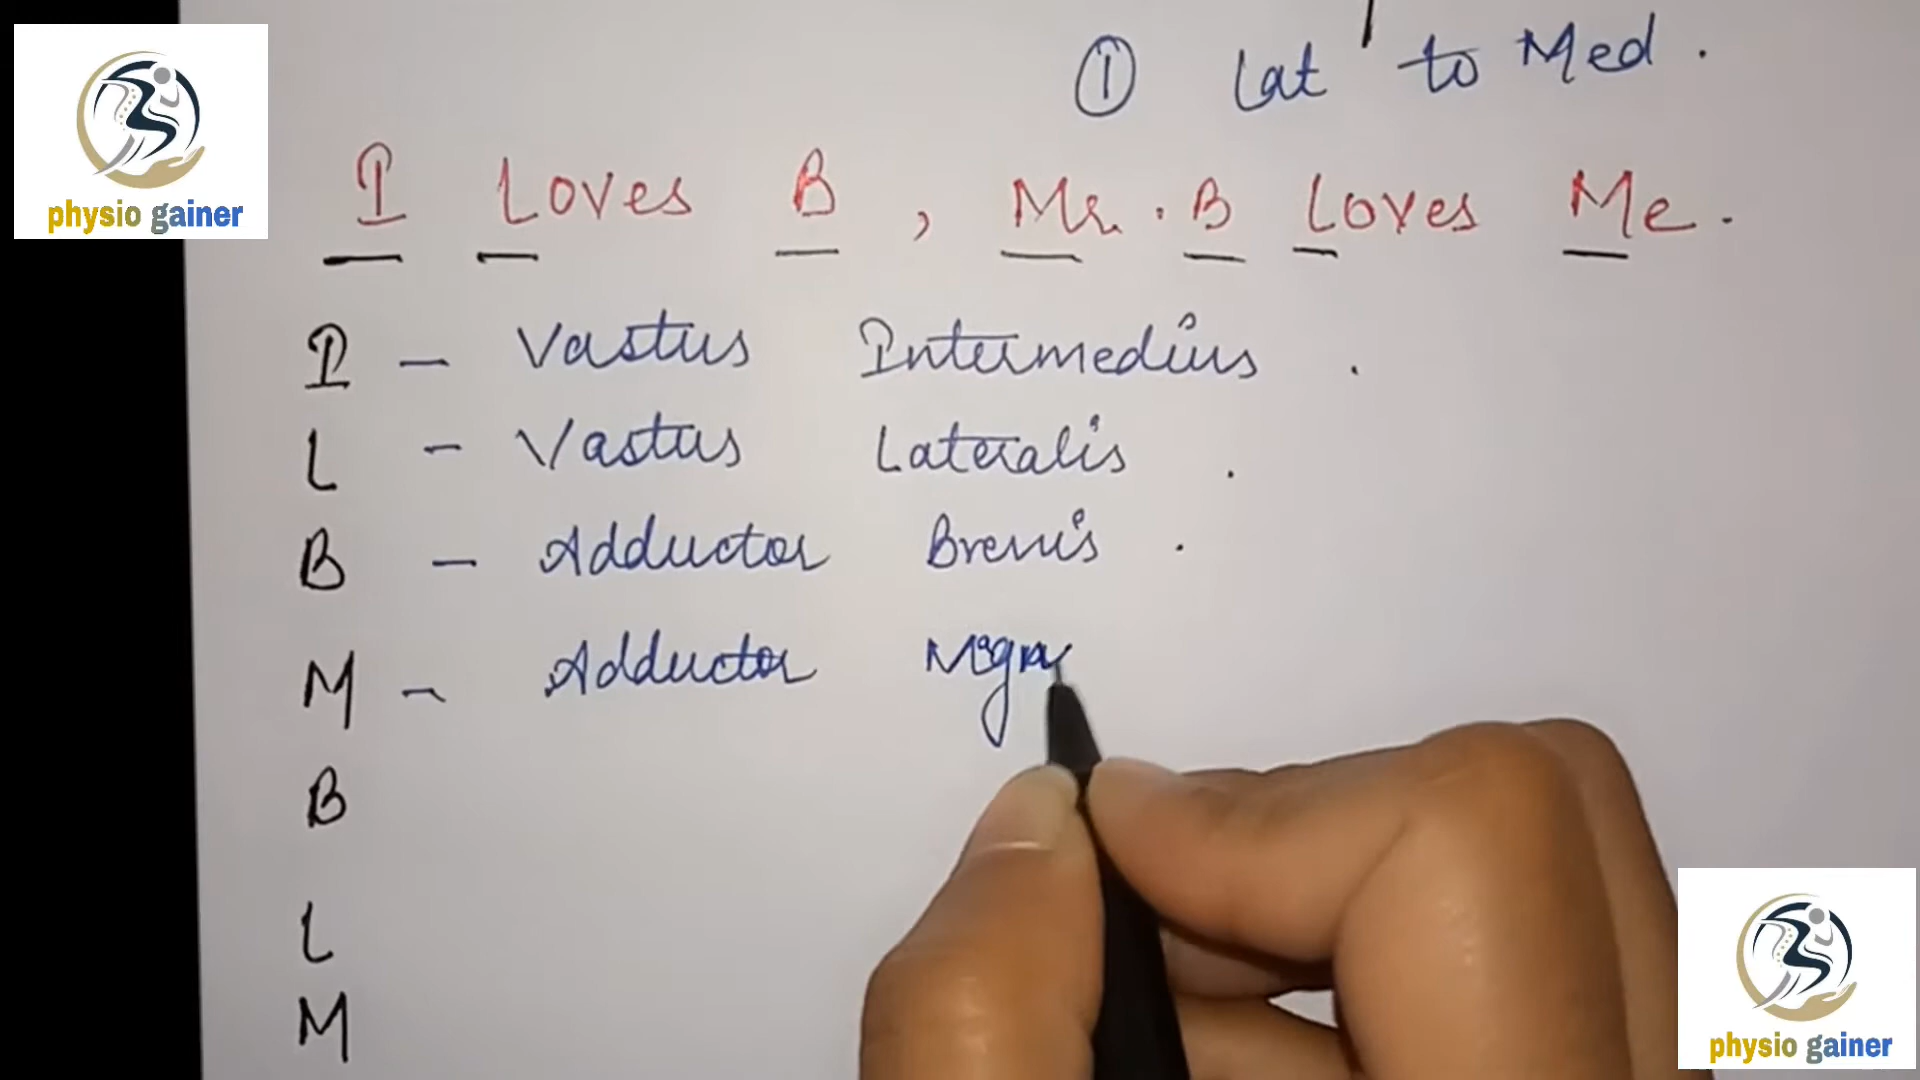 ① Lat to Med.
physio gainer
I Loves B, Mr. B Loves Me.
I - Vastus Intermedius.
L - Vastus Lateralis.
B - Adductor Brevis.
M - Adductor Magn
B
L
M
physio gainer